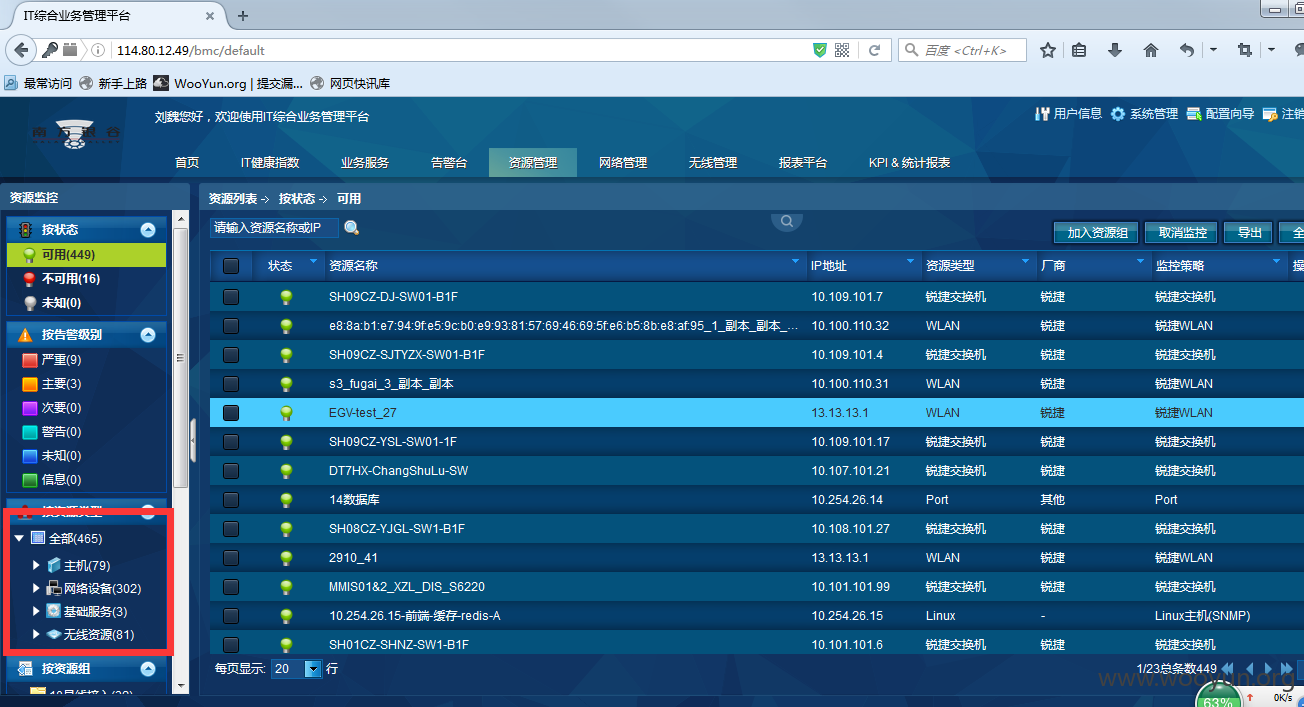 IT综合业务管理平台
114.80.12.49/bmc/default
百度 <Ctrl+K>
最常访问 新手上路 WooYun.org | 提交漏... 网页快讯库
南方银谷
刘魏您好，欢迎使用IT综合业务管理平台
用户信息 系统管理 配置向导 注销
首页 IT健康指数 业务服务 告警台 资源管理 网络管理 无线管理 报表平台 KPI & 统计报表
资源监控
按状态
可用(449)
不可用(16)
未知(0)
按告警级别
严重(9)
主要(3)
次要(0)
警告(0)
未知(0)
信息(0)
按资源类型
全部(465)
主机(79)
网络设备(302)
基础服务(3)
无线资源(81)
按资源组
资源列表 按状态 可用
请输入资源名称或IP
加入资源组 取消监控 导出 全
状态 资源名称 IP地址 资源类型 厂商 监控策略 操
SH09CZ-DJ-SW01-B1F 10.109.101.7 锐捷交换机 锐捷 锐捷交换机
e8:8a:b1:e7:94:9f:e5:9c:b0:e9:93:81:57:69:46:69:5f:e6:b5:8b:e8:af:95_1_副本_副本_... 10.100.110.32 WLAN 锐捷 锐捷WLAN
SH09CZ-SJTYZX-SW01-B1F 10.109.101.4 锐捷交换机 锐捷 锐捷交换机
s3_fugai_3_副本_副本 10.100.110.31 WLAN 锐捷 锐捷WLAN
EGV-test_27 13.13.13.1 WLAN 锐捷 锐捷WLAN
SH09CZ-YSL-SW01-1F 10.109.101.17 锐捷交换机 锐捷 锐捷交换机
DT7HX-ChangShuLu-SW 10.107.101.21 锐捷交换机 锐捷 锐捷交换机
14数据库 10.254.26.14 Port 其他 Port
SH08CZ-YJGL-SW1-B1F 10.108.101.27 锐捷交换机 锐捷 锐捷交换机
2910_41 13.13.13.1 WLAN 锐捷 锐捷WLAN
MMIS01&2_XZL_DIS_S6220 10.101.101.99 锐捷交换机 锐捷 锐捷交换机
10.254.26.15-前端-缓存-redis-A 10.254.26.15 Linux - Linux主机(SNMP)
SH01CZ-SHNZ-SW1-B1F 10.101.101.6 锐捷交换机 锐捷 锐捷交换机
每页显示: 20 行
1/23总条数449
www.wooyun.org
63% 0K/s